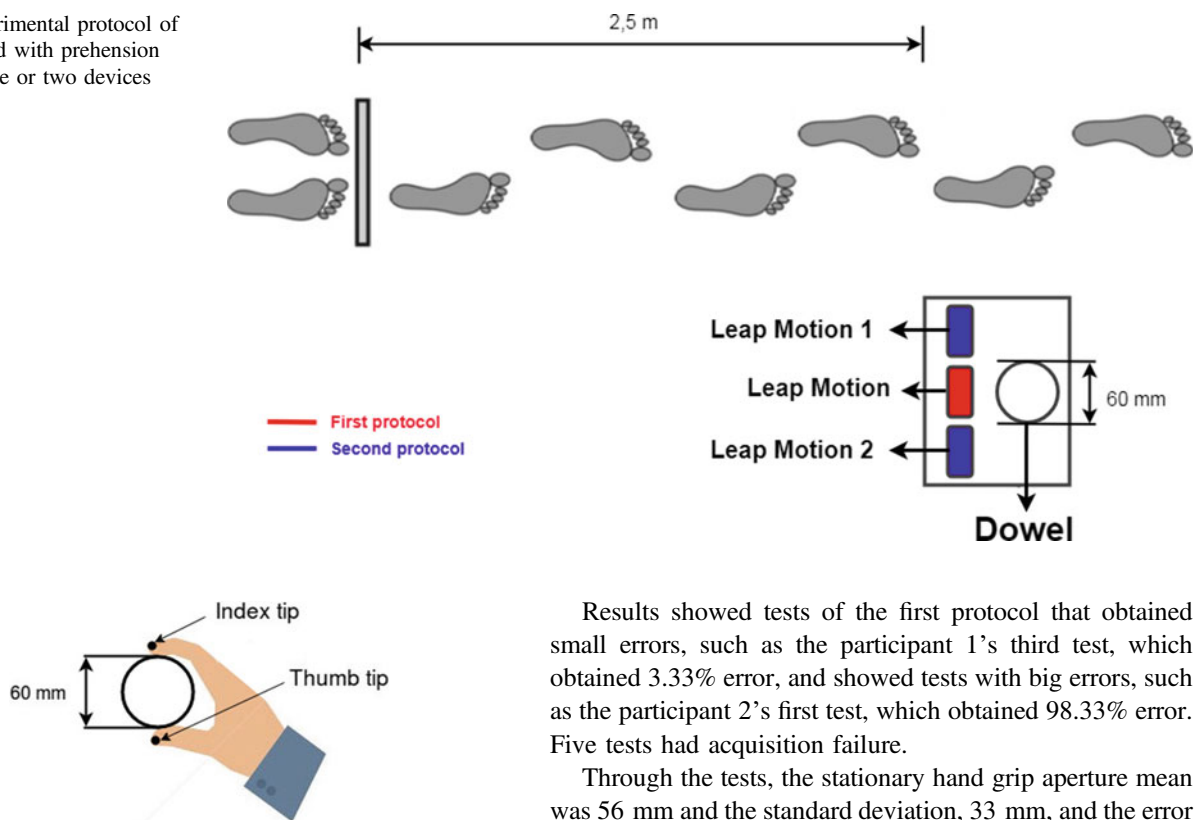 rimental protocol of
d with prehension
e or two devices
2,5 m
Leap Motion 1
Leap Motion
Leap Motion 2
60 mm
First protocol
Second protocol
Dowel
Index tip
Thumb tip
60 mm
Results showed tests of the first protocol that obtained
small errors, such as the participant 1's third test, which
obtained 3.33% error, and showed tests with big errors, such
as the participant 2's first test, which obtained 98.33% error.
Five tests had acquisition failure.
Through the tests, the stationary hand grip aperture mean
was 56 mm and the standard deviation, 33 mm, and the error